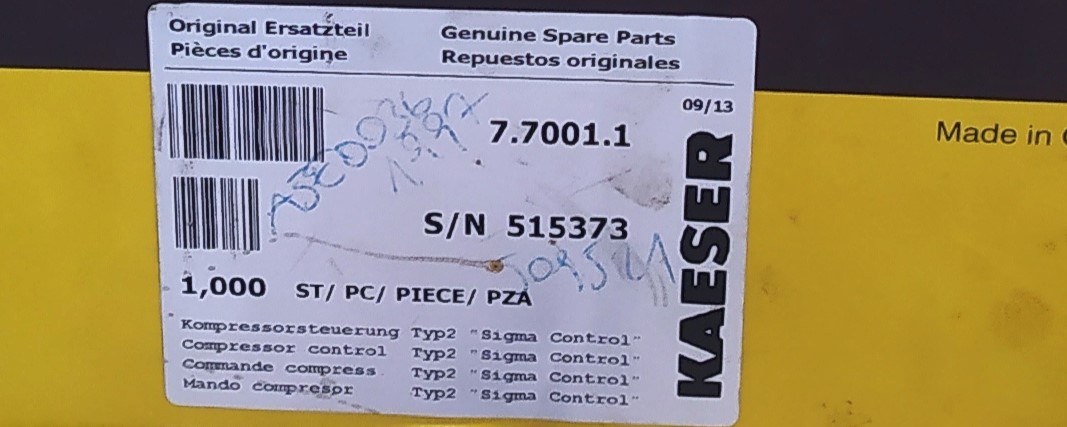 Original Ersatzteil
Pièces d'origine
Genuine Spare Parts
Repuestos originales
09/13
7.7001.1
S/N 515373
KAESER
1,000 ST/ PC/ PIECE/ PZA
Kompressorsteuerung Typ2 "Sigma Control"
Compressor control Typ2 "Sigma Control"
Commande compress. Typ2 "Sigma Control"
Mando compresor Typ2 "Sigma Control"
Made in